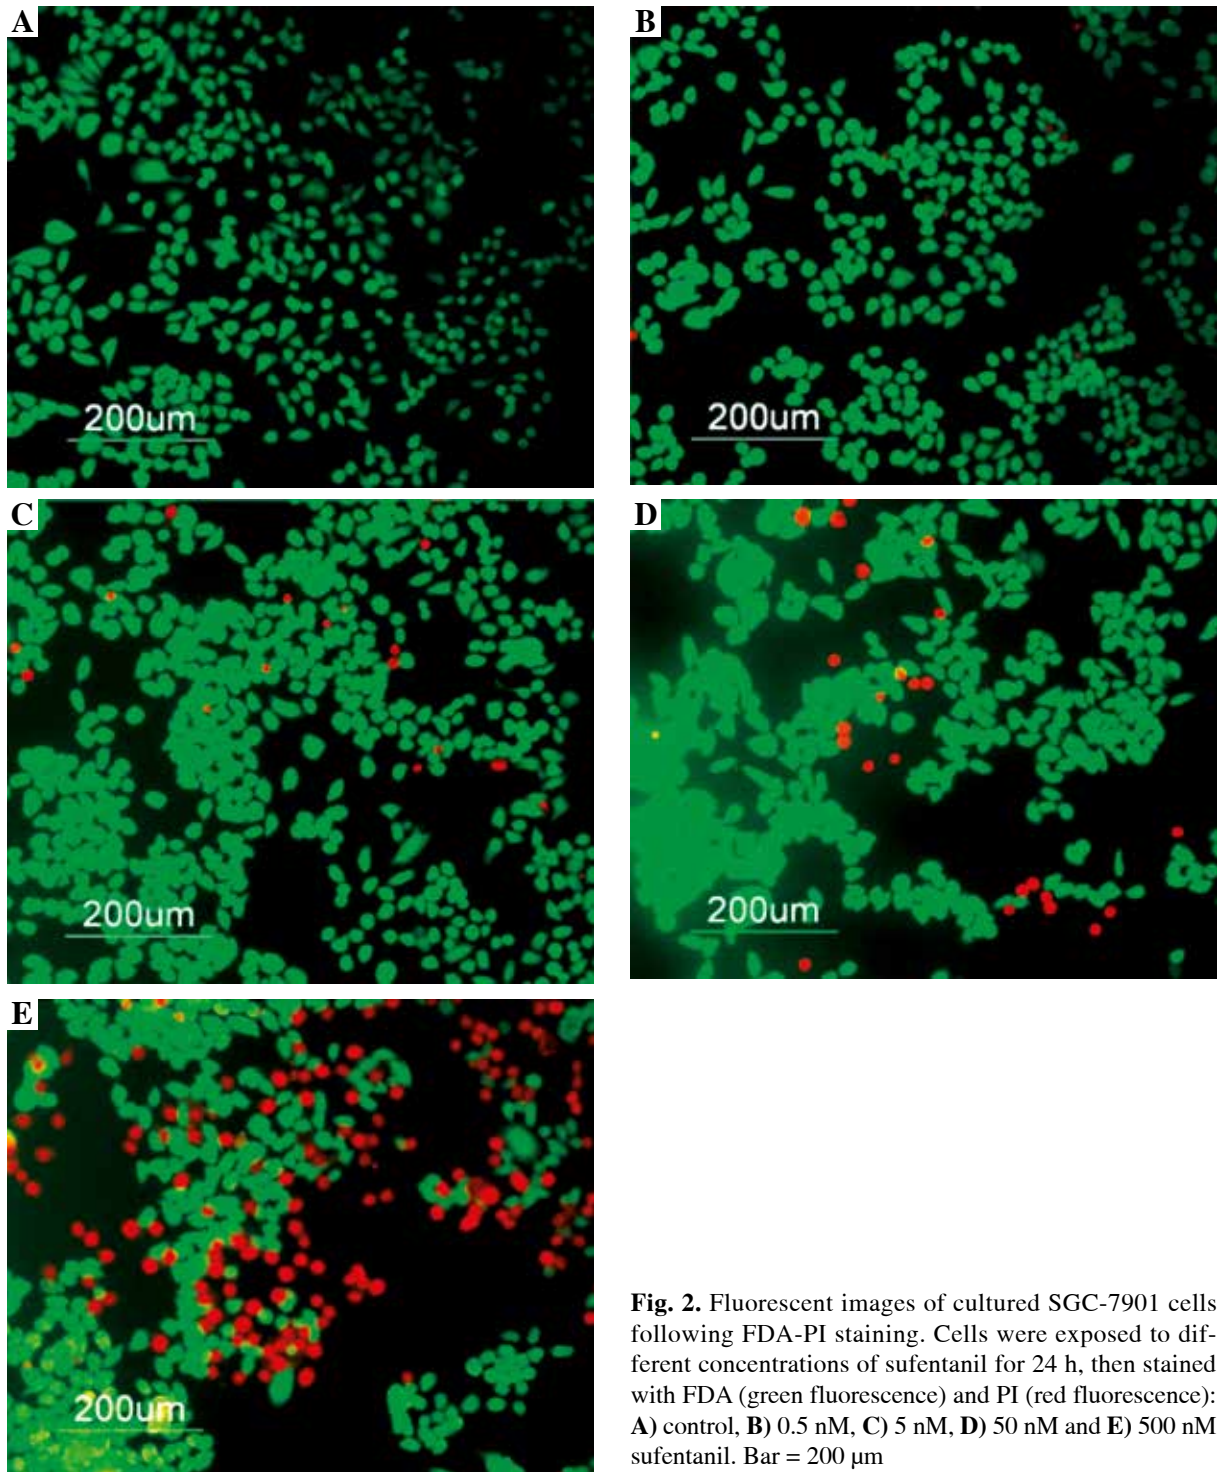 A
200um
B
200um
C
200um
D
200um
E
200um
Fig. 2. Fluorescent images of cultured SGC-7901 cells
following FDA-PI staining. Cells were exposed to dif-
ferent concentrations of sufentanil for 24 h, then stained
with FDA (green fluorescence) and PI (red fluorescence):
A) control, B) 0.5 nM, C) 5 nM, D) 50 nM and E) 500 nM
sufentanil. Bar = 200 µm